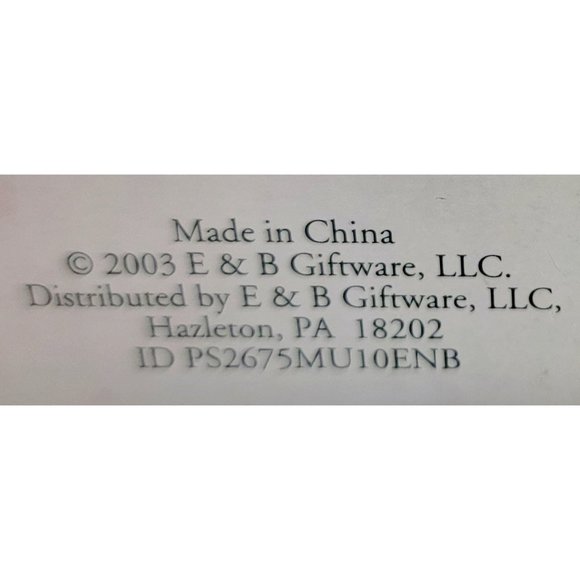 Made in China
© 2003 E & B Giftware, LLC.
Distributed by E & B Giftware, LLC,
Hazleton, PA 18202
ID PS2675MU10ENB